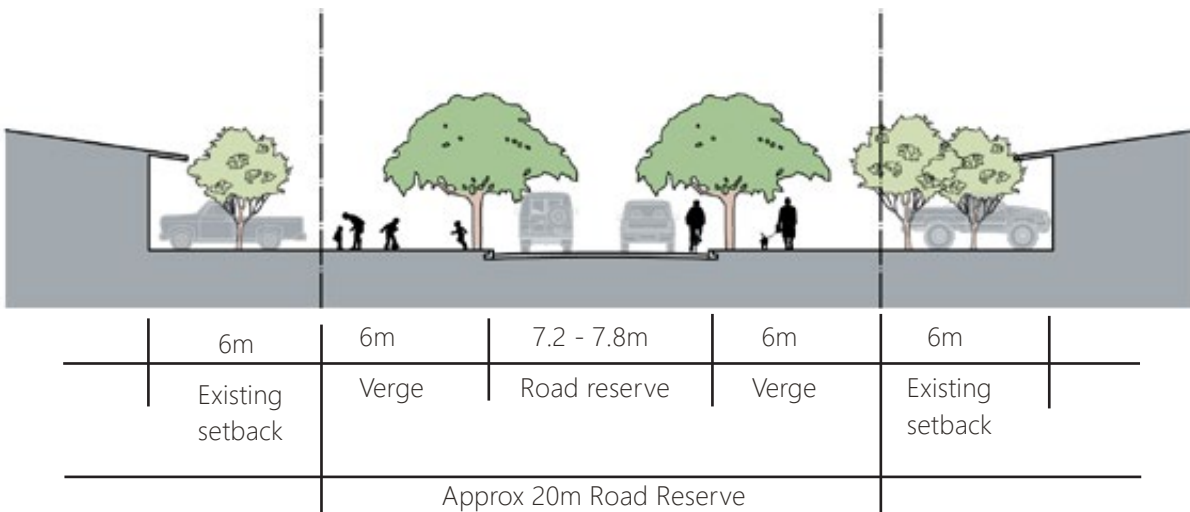 6m 6m 7.2 - 7.8m 6m 6m
Existing Verge Road reserve Verge Existing
setback setback
Approx 20m Road Reserve